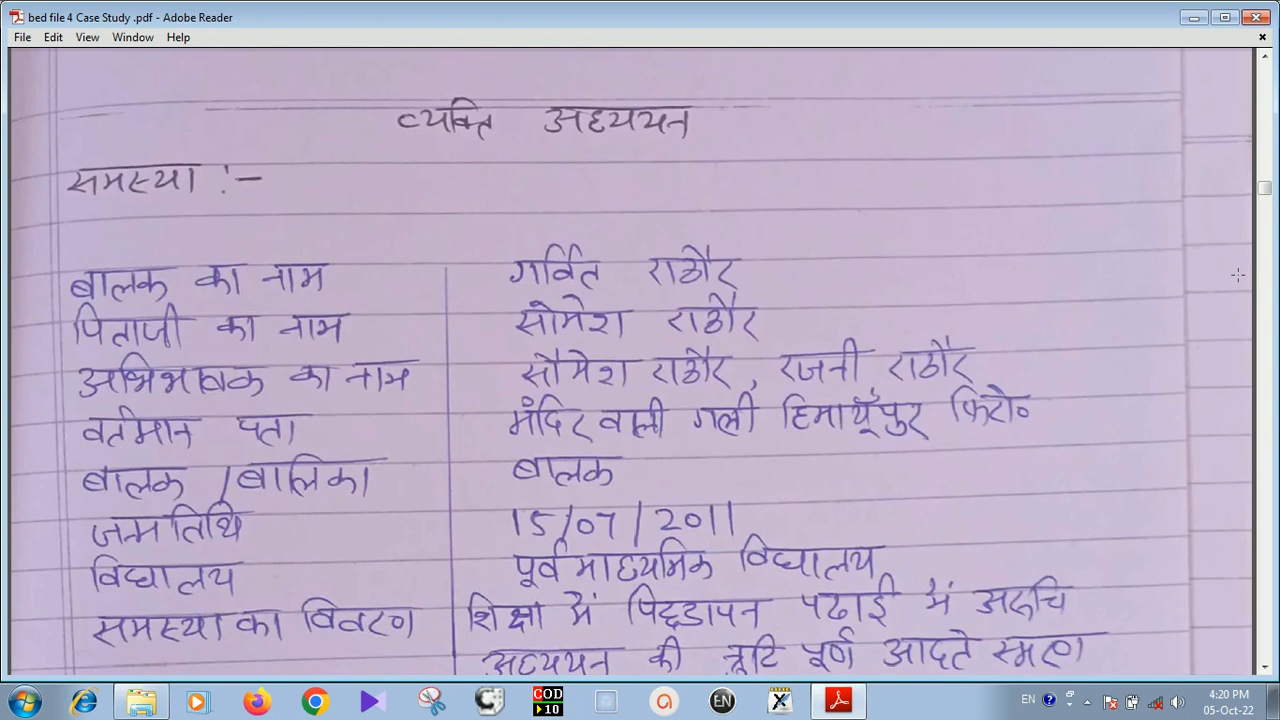 bed file 4 Case Study .pdf - Adobe Reader
File Edit View Window Help
व्यक्ति अध्ययन
समस्या :-
बालक का नाम गर्वित राठौर
पिताजी का नाम सोमेश राठौर
अभिभावक का नाम सौमेश राठौर, रजनी राठौर
वर्तमान पता मंदिर वाली गली हिमायूँपुर फिरो॰
बालक /बालिका बालक
जन्मतिथि 15/07/2011
विद्यालय पूर्व माध्यमिक विद्यालय
समस्या का विवरण शिक्षा में पिछडापन पढाई में अरुचि
अध्ययन की त्रुटि पूर्ण आदते स्मरण
COD
10
EN
EN
4:20 PM
05-Oct-22